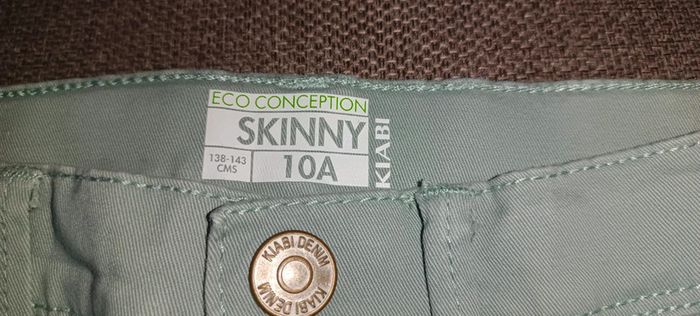 ECO CONCEPTION
SKINNY
138-143
CMS
10A
KIABI
KIABI DENIM
KIABI DENIM